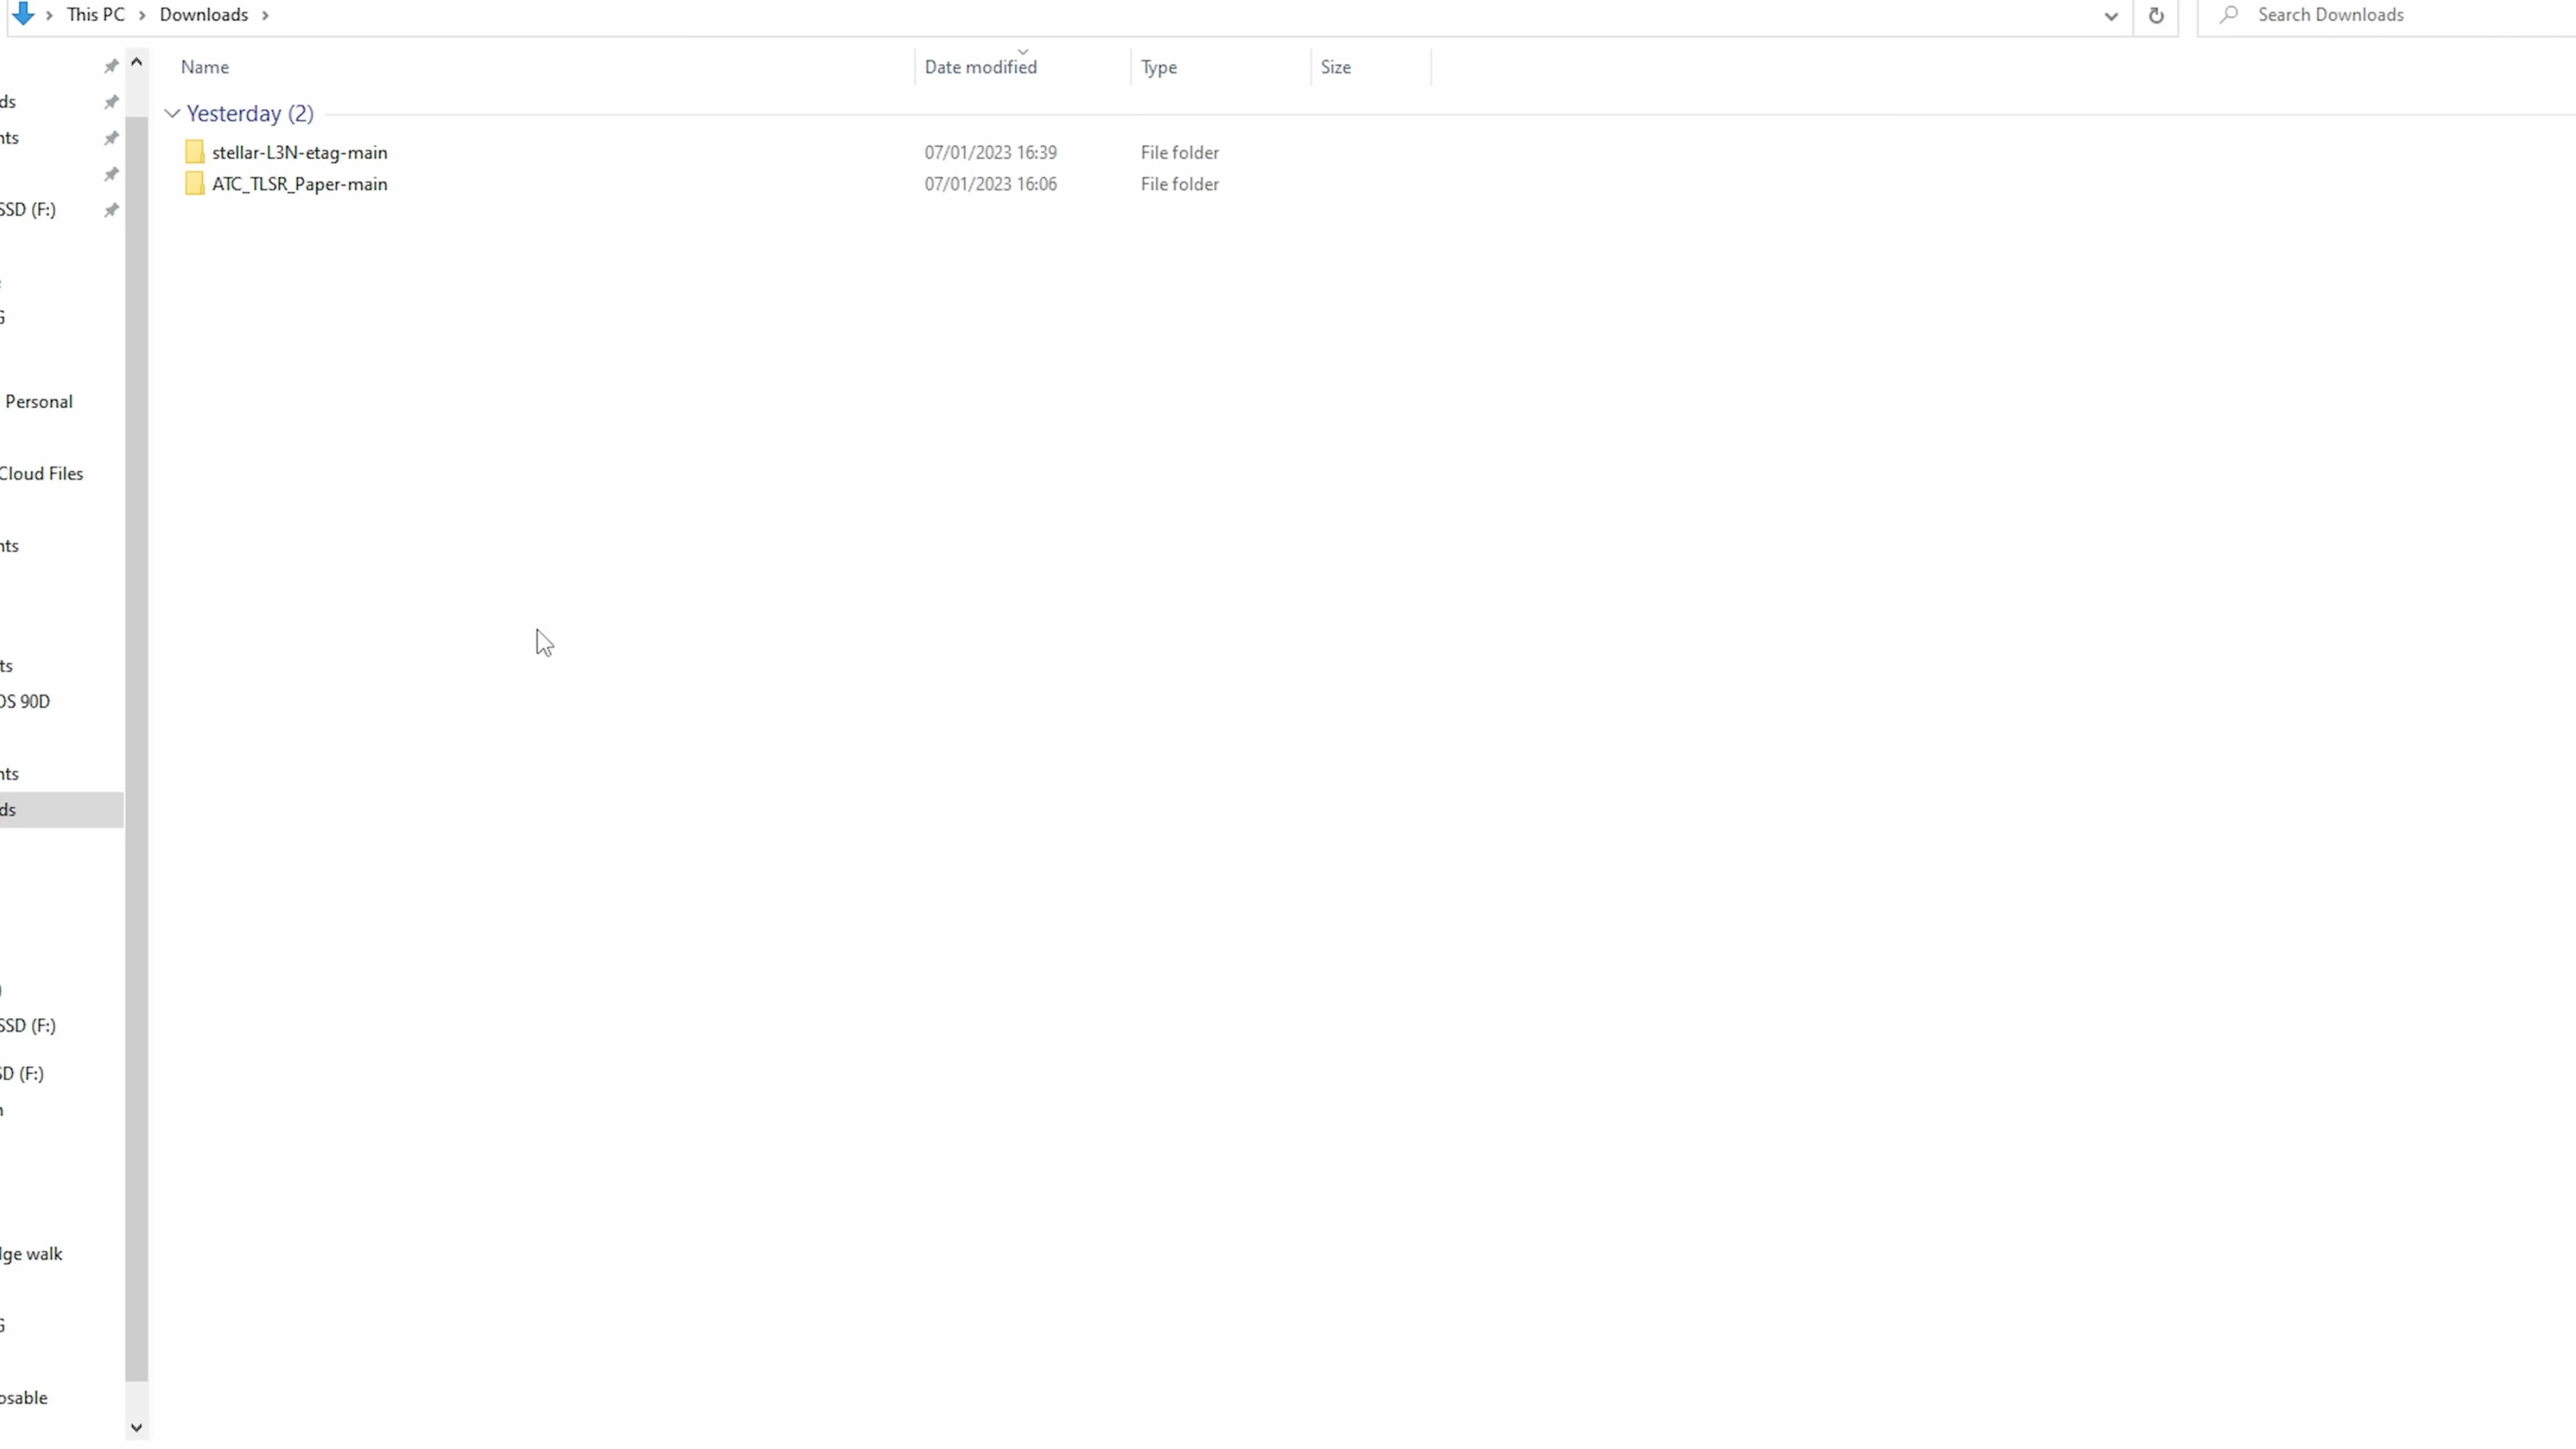 This PC > Downloads >
Search Downloads
Name Date modified Type Size
Yesterday (2)
stellar-L3N-etag-main 07/01/2023 16:39 File folder
ATC_TLSR_Paper-main 07/01/2023 16:06 File folder
ds
nts
SSD (F:)
G
Personal
Cloud Files
nts
ts
OS 90D
nts
ds
)
SSD (F:)
SD (F:)
n
lge walk
G
osable